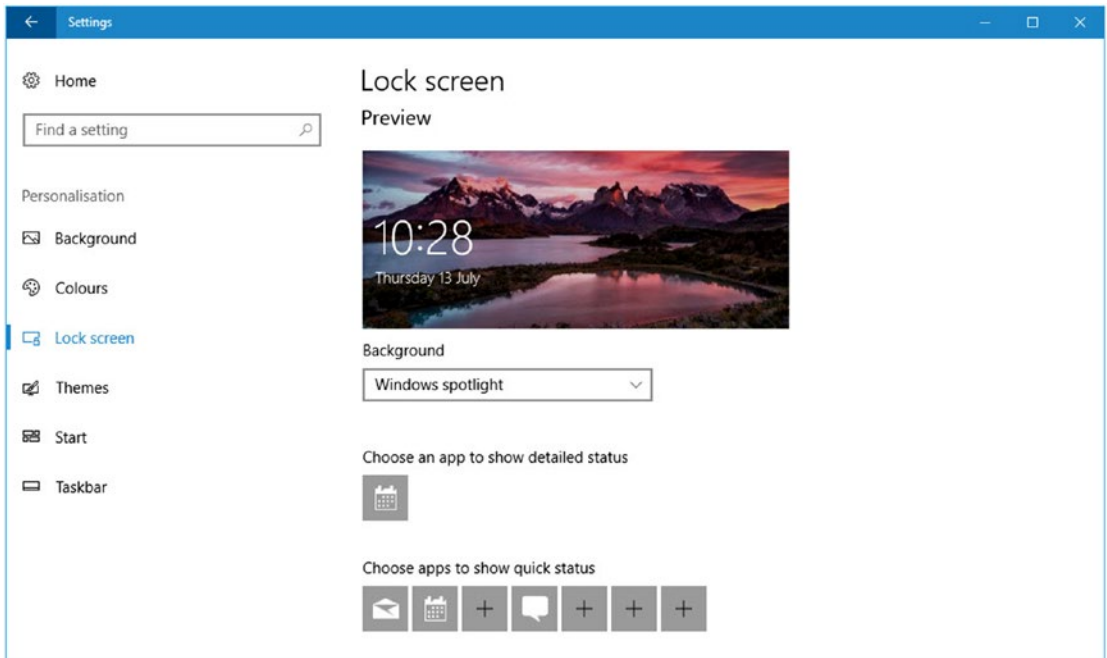 Settings
Home
Find a setting
Personalisation
Background
Colours
Lock screen
Themes
Start
Taskbar
Lock screen
Preview
10:28
Thursday 13 July
Background
Windows spotlight
Choose an app to show detailed status
Choose apps to show quick status